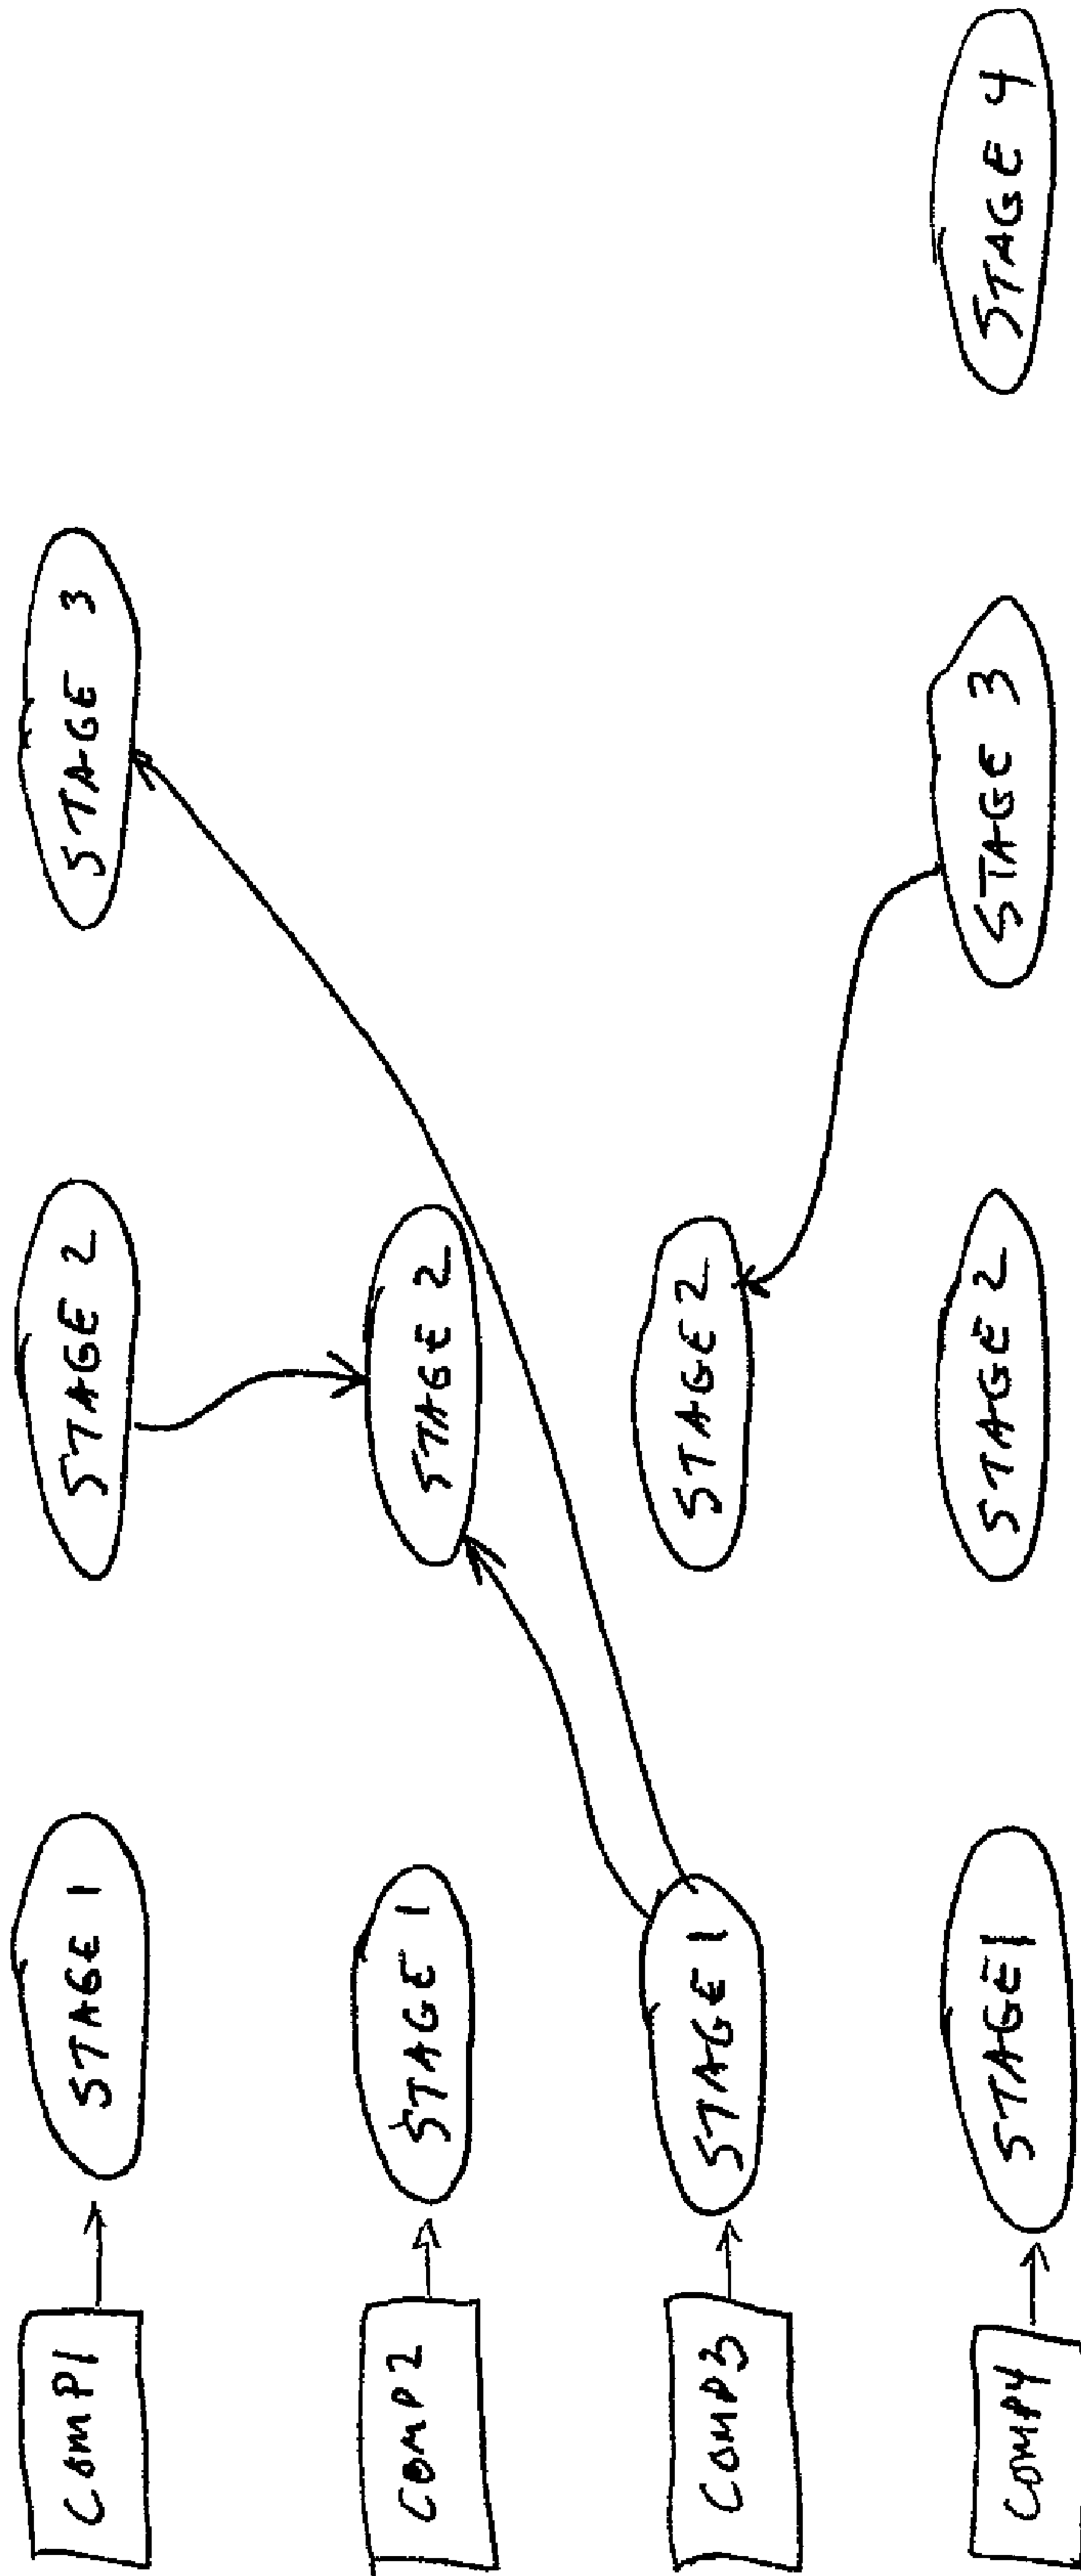 COMP1 STAGE 1 STAGE 2 STAGE 3
COMP2 STAGE 1 STAGE 2
COMP3 STAGE 1 STAGE 2
COMP4 STAGE 1 STAGE 2 STAGE 3 STAGE 4